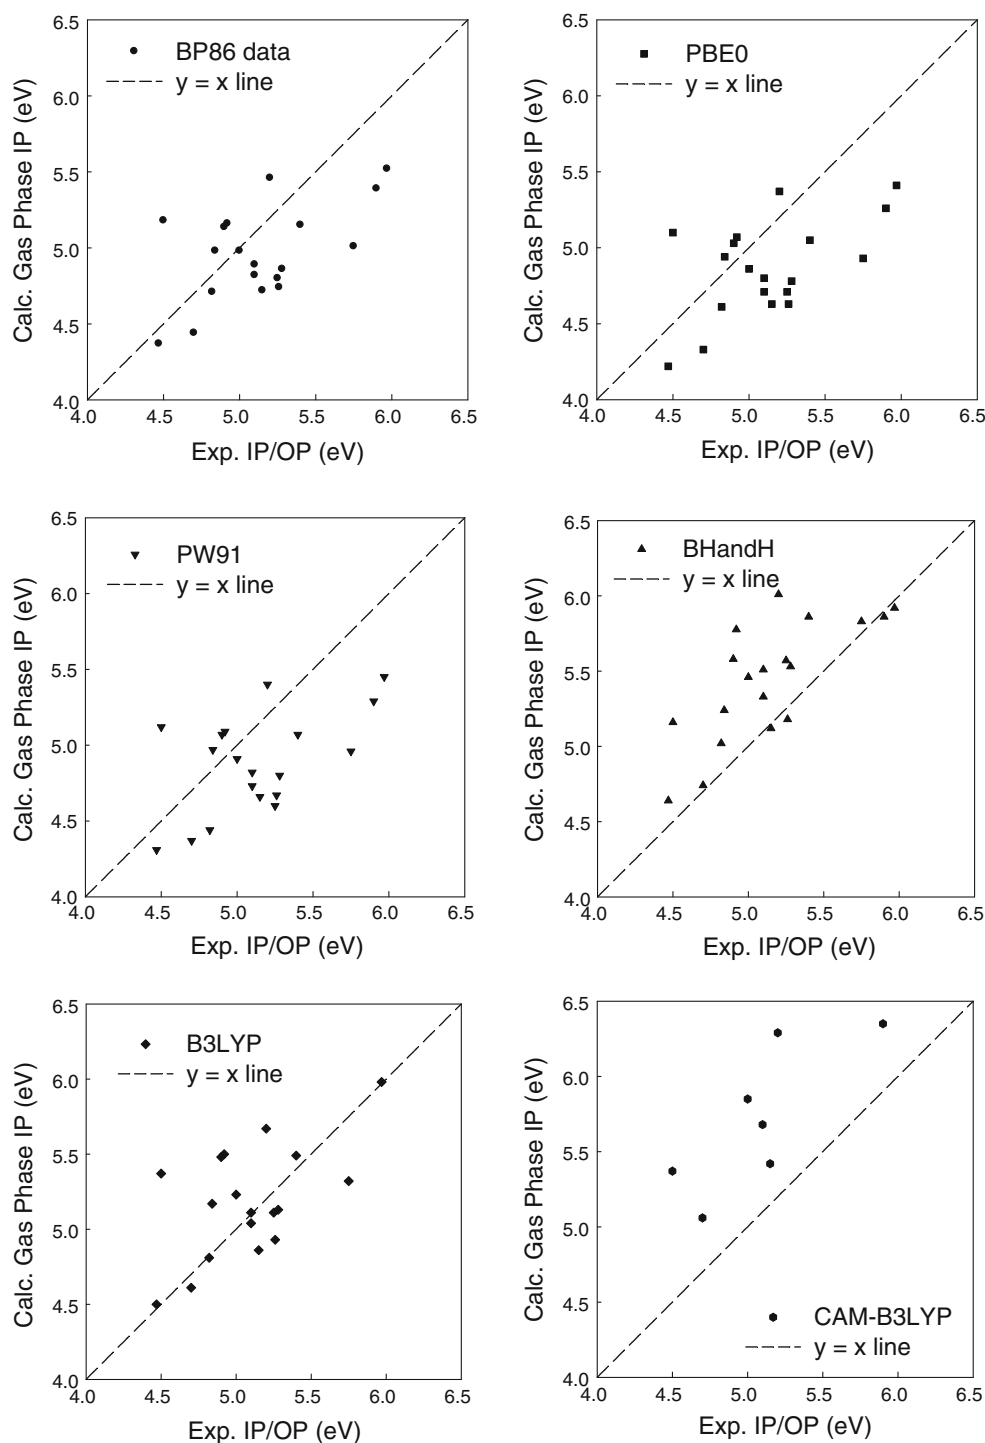 6.5
BP86 data
y = x line
6.0
5.5
5.0
4.5
4.0
4.0 4.5 5.0 5.5 6.0 6.5
Calc. Gas Phase IP (eV)
Exp. IP/OP (eV)
6.5
PBE0
y = x line
6.0
5.5
5.0
4.5
4.0
4.0 4.5 5.0 5.5 6.0 6.5
Calc. Gas Phase IP (eV)
Exp. IP/OP (eV)
6.5
PW91
y = x line
6.0
5.5
5.0
4.5
4.0
4.0 4.5 5.0 5.5 6.0 6.5
Calc. Gas Phase IP (eV)
Exp. IP/OP (eV)
6.5
BHandH
y = x line
6.0
5.5
5.0
4.5
4.0
4.0 4.5 5.0 5.5 6.0 6.5
Calc. Gas Phase IP (eV)
Exp. IP/OP (eV)
6.5
B3LYP
y = x line
6.0
5.5
5.0
4.5
4.0
4.0 4.5 5.0 5.5 6.0 6.5
Calc. Gas Phase IP (eV)
Exp. IP/OP (eV)
6.5
6.0
5.5
5.0
4.5
CAM-B3LYP
y = x line
4.0
4.0 4.5 5.0 5.5 6.0 6.5
Calc. Gas Phase IP (eV)
Exp. IP/OP (eV)